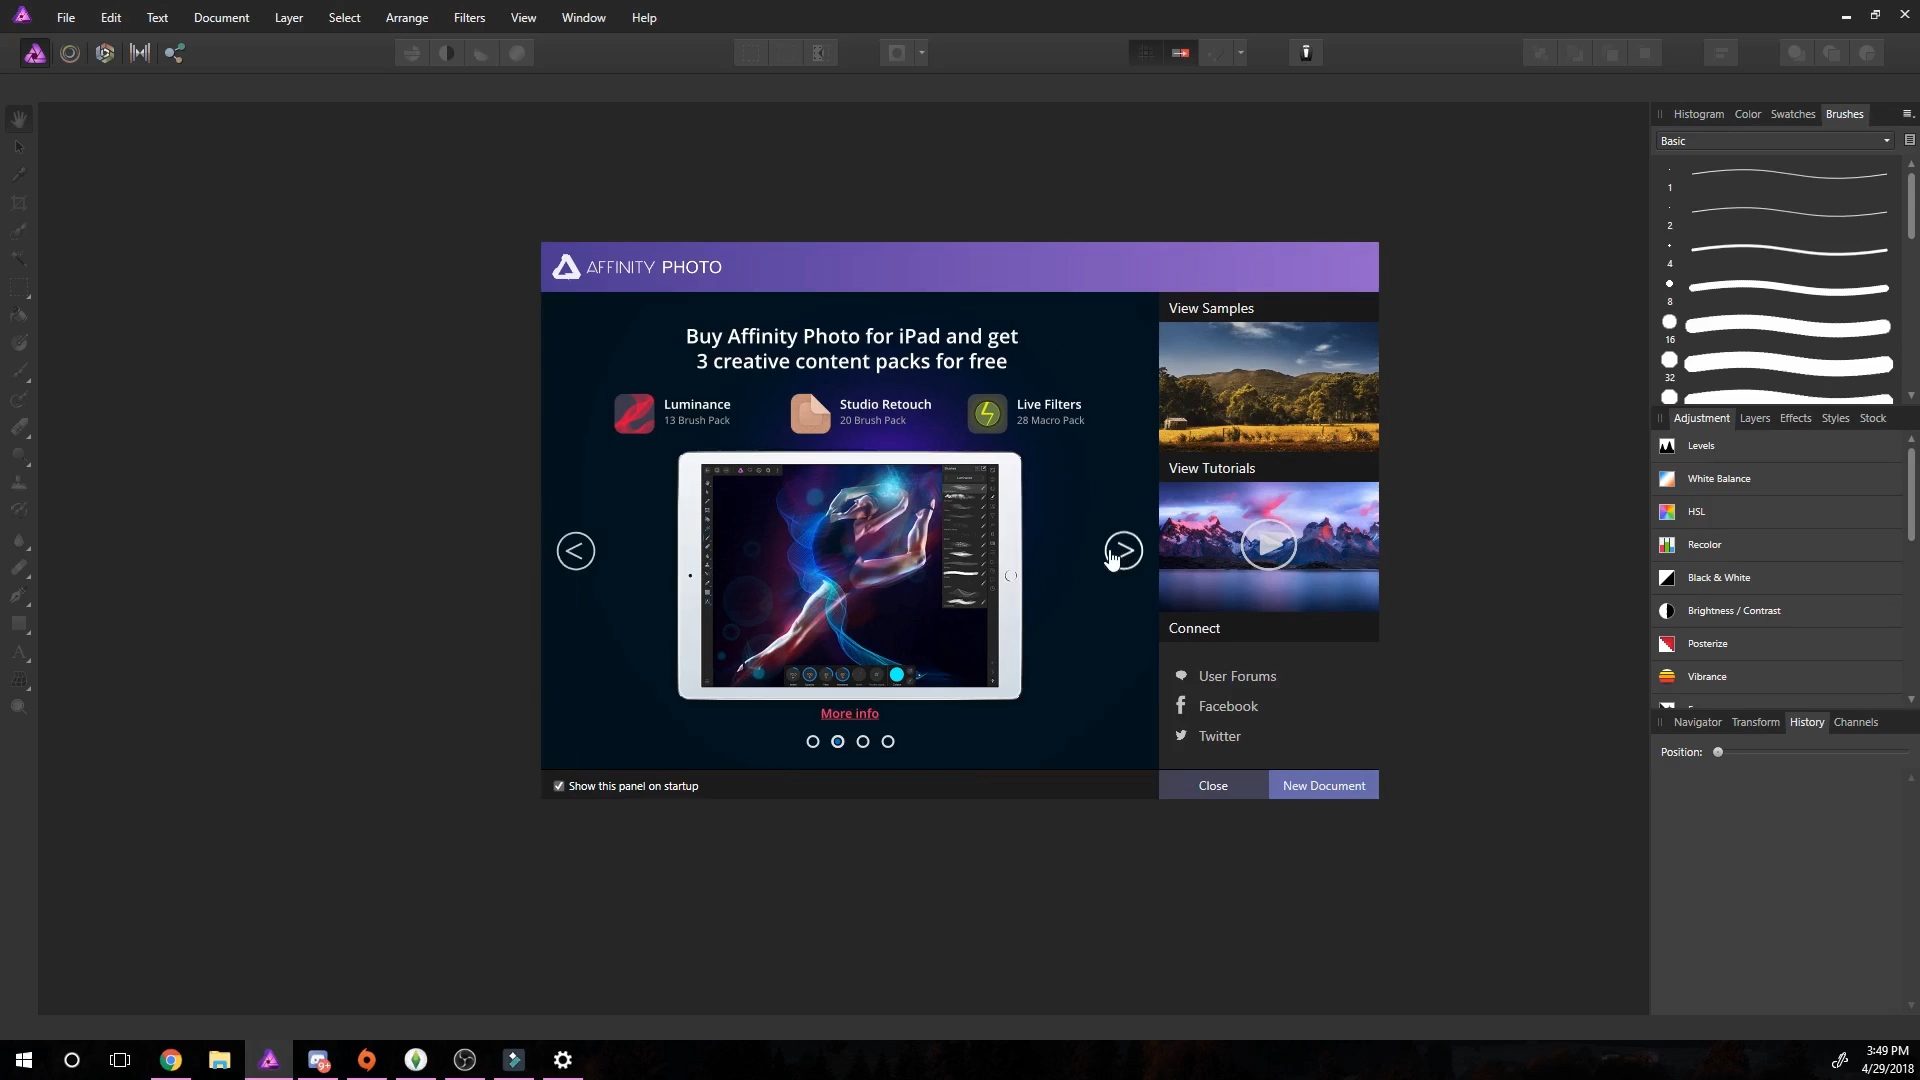 File Edit Text Document Layer Select Arrange Filters View Window Help
Histogram Color Swatches Brushes
Basic
1
2
4
8
16
32
Adjustment Layers Effects Styles Stock
Levels
White Balance
HSL
Recolor
Black & White
Brightness / Contrast
Posterize
Vibrance
Navigator Transform History Channels
Position:
AFFINITY PHOTO
Buy Affinity Photo for iPad and get
3 creative content packs for free
Luminance
13 Brush Pack
Studio Retouch
20 Brush Pack
Live Filters
28 Macro Pack
More info
View Samples
View Tutorials
Connect
User Forums
Facebook
Twitter
Show this panel on startup
Close
New Document
9+
3:49 PM
4/29/2018